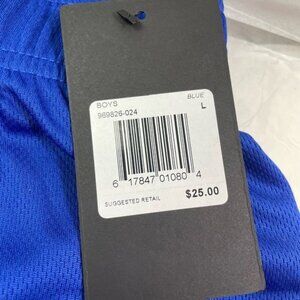 BOYS BLUE
969826-024 L
6 17847 01080 4
SUGGESTED RETAIL $25.00